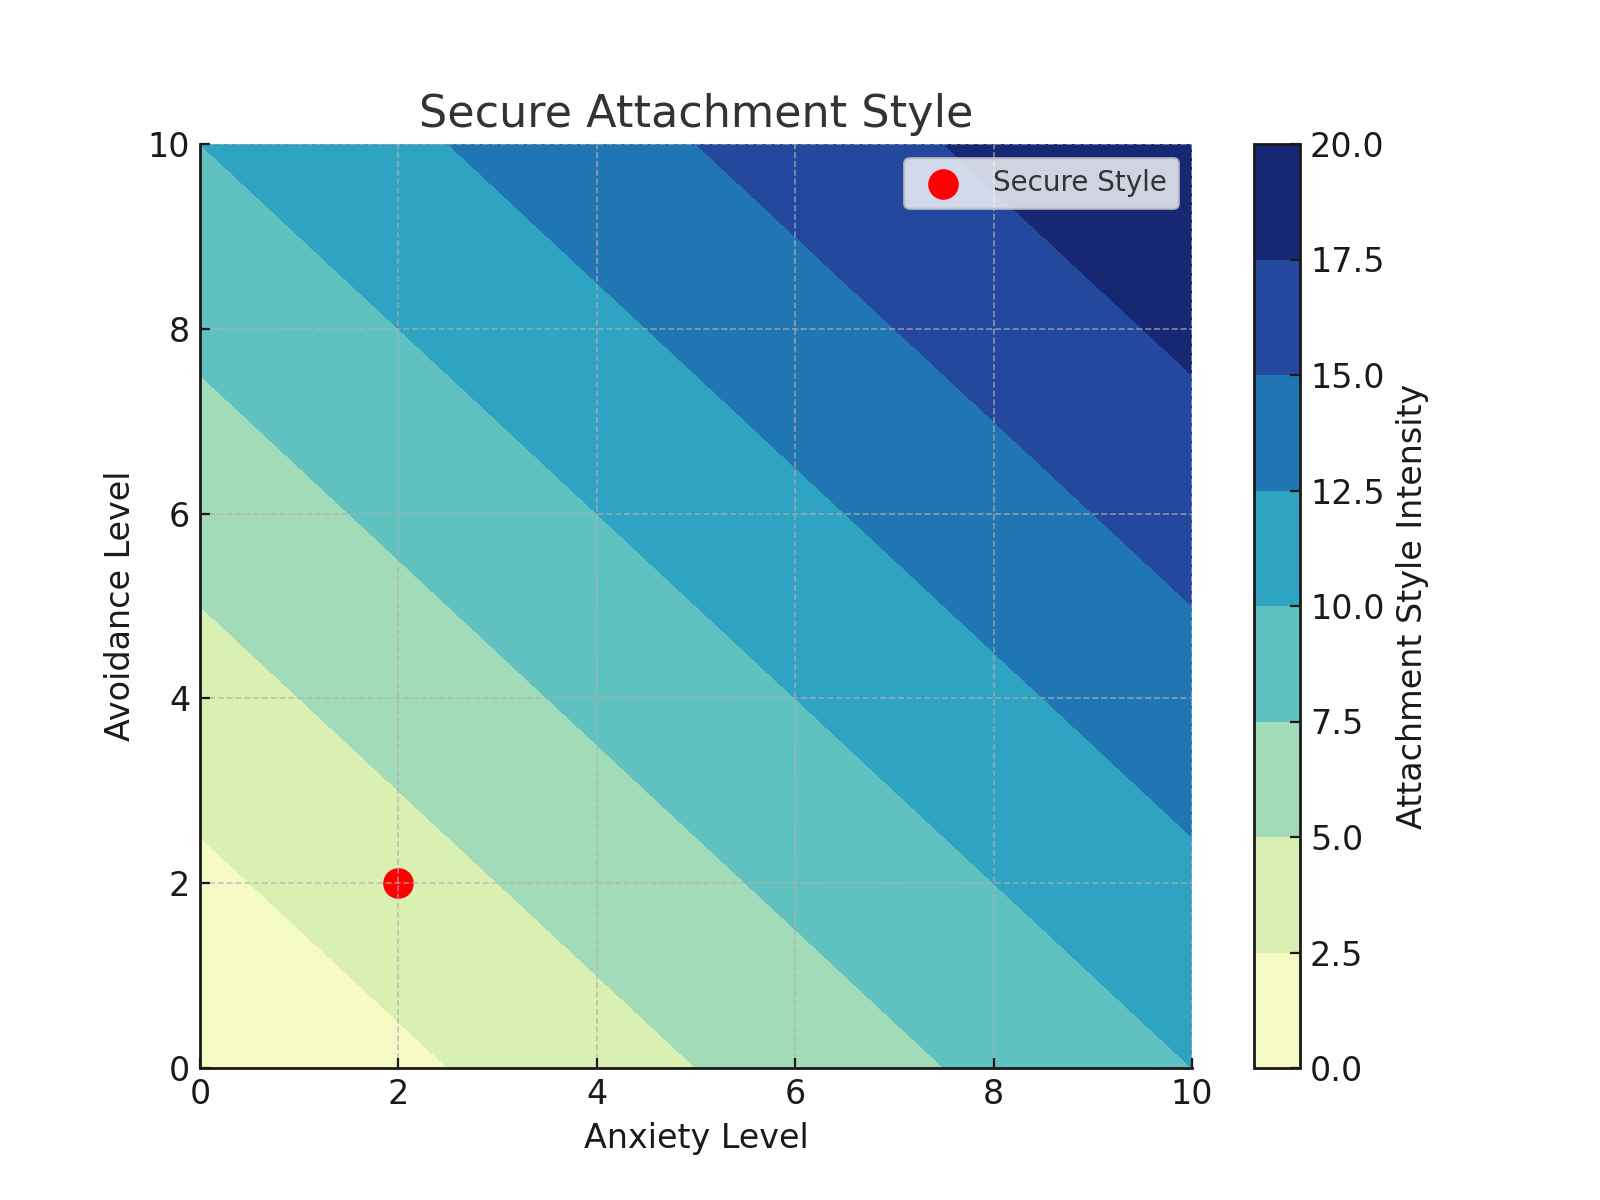 Secure Attachment Style
Secure Style
10
8
6
4
2
0
Avoidance Level
0 2 4 6 8 10
Anxiety Level
20.0
17.5
15.0
12.5
10.0
7.5
5.0
2.5
0.0
Attachment Style Intensity